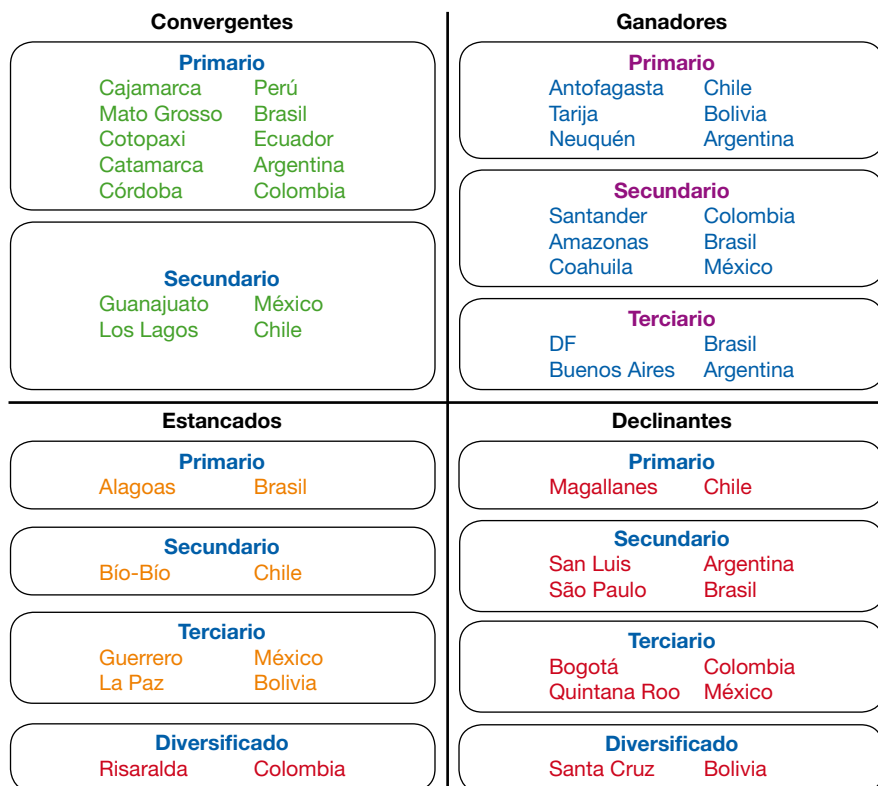 Convergentes
Primario
Cajamarca Perú
Mato Grosso Brasil
Cotopaxi Ecuador
Catamarca Argentina
Córdoba Colombia
Secundario
Guanajuato México
Los Lagos Chile
Ganadores
Primario
Antofagasta Chile
Tarija Bolivia
Neuquén Argentina
Secundario
Santander Colombia
Amazonas Brasil
Coahuila México
Terciario
DF Brasil
Buenos Aires Argentina
Estancados
Primario
Alagoas Brasil
Secundario
Bío-Bío Chile
Terciario
Guerrero México
La Paz Bolivia
Diversificado
Risaralda Colombia
Declinantes
Primario
Magallanes Chile
Secundario
San Luis Argentina
São Paulo Brasil
Terciario
Bogotá Colombia
Quintana Roo México
Diversificado
Santa Cruz Bolivia